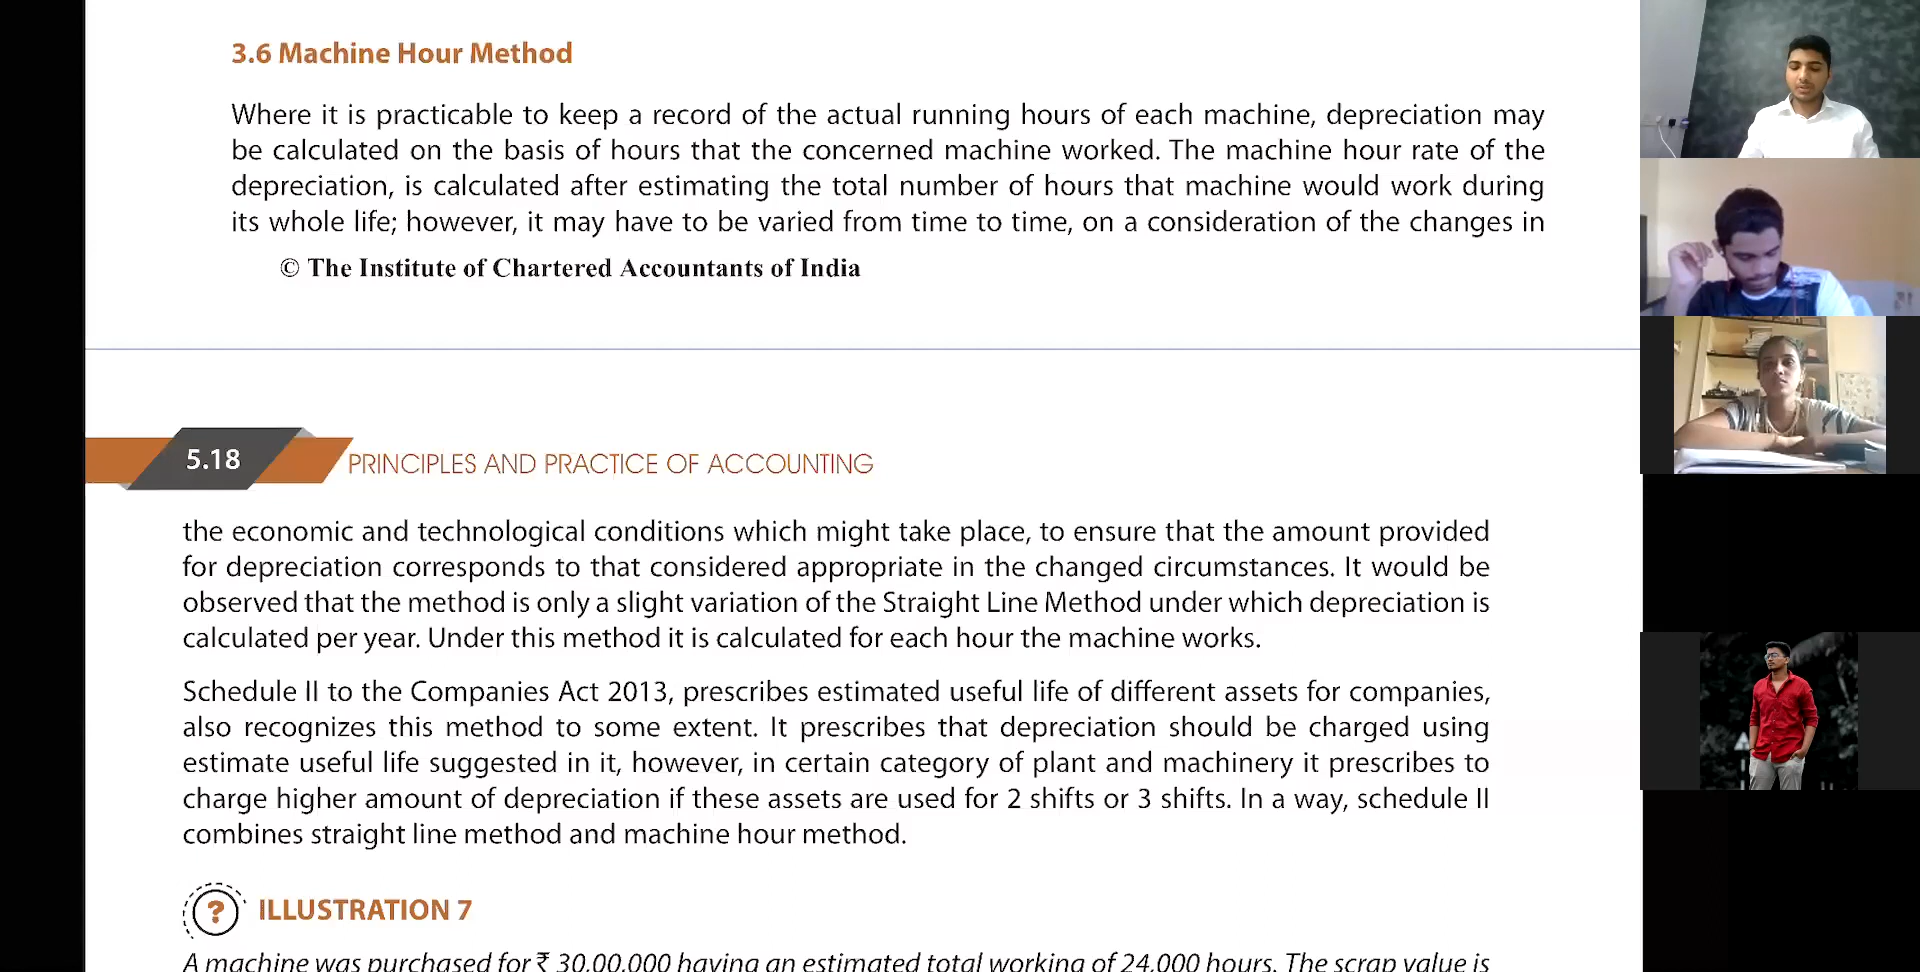 3.6 Machine Hour Method
Where it is practicable to keep a record of the actual running hours of each machine, depreciation may
be calculated on the basis of hours that the concerned machine worked. The machine hour rate of the
depreciation, is calculated after estimating the total number of hours that machine would work during
its whole life; however, it may have to be varied from time to time, on a consideration of the changes in
© The Institute of Chartered Accountants of India
5.18
PRINCIPLES AND PRACTICE OF ACCOUNTING
the economic and technological conditions which might take place, to ensure that the amount provided
for depreciation corresponds to that considered appropriate in the changed circumstances. It would be
observed that the method is only a slight variation of the Straight Line Method under which depreciation is
calculated per year. Under this method it is calculated for each hour the machine works.
Schedule II to the Companies Act 2013, prescribes estimated useful life of different assets for companies,
also recognizes this method to some extent. It prescribes that depreciation should be charged using
estimate useful life suggested in it, however, in certain category of plant and machinery it prescribes to
charge higher amount of depreciation if these assets are used for 2 shifts or 3 shifts. In a way, schedule II
combines straight line method and machine hour method.
? ILLUSTRATION 7
A machine was purchased for ₹ 30,00,000 having an estimated total working of 24,000 hours. The scrap value is